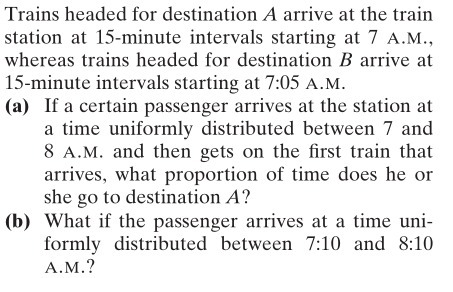 Trains headed for destination A arrive at the train
station at 15-minute intervals starting at 7 A.M.,
whereas trains headed for destination B arrive at
15-minute intervals starting at 7:05 A.M.
(a) If a certain passenger arrives at the station at
a time uniformly distributed between 7 and
8 A.M. and then gets on the first train that
arrives, what proportion of time does he or
she go to destination A?
(b) What if the passenger arrives at a time uni-
formly distributed between 7:10 and 8:10
A.M.?